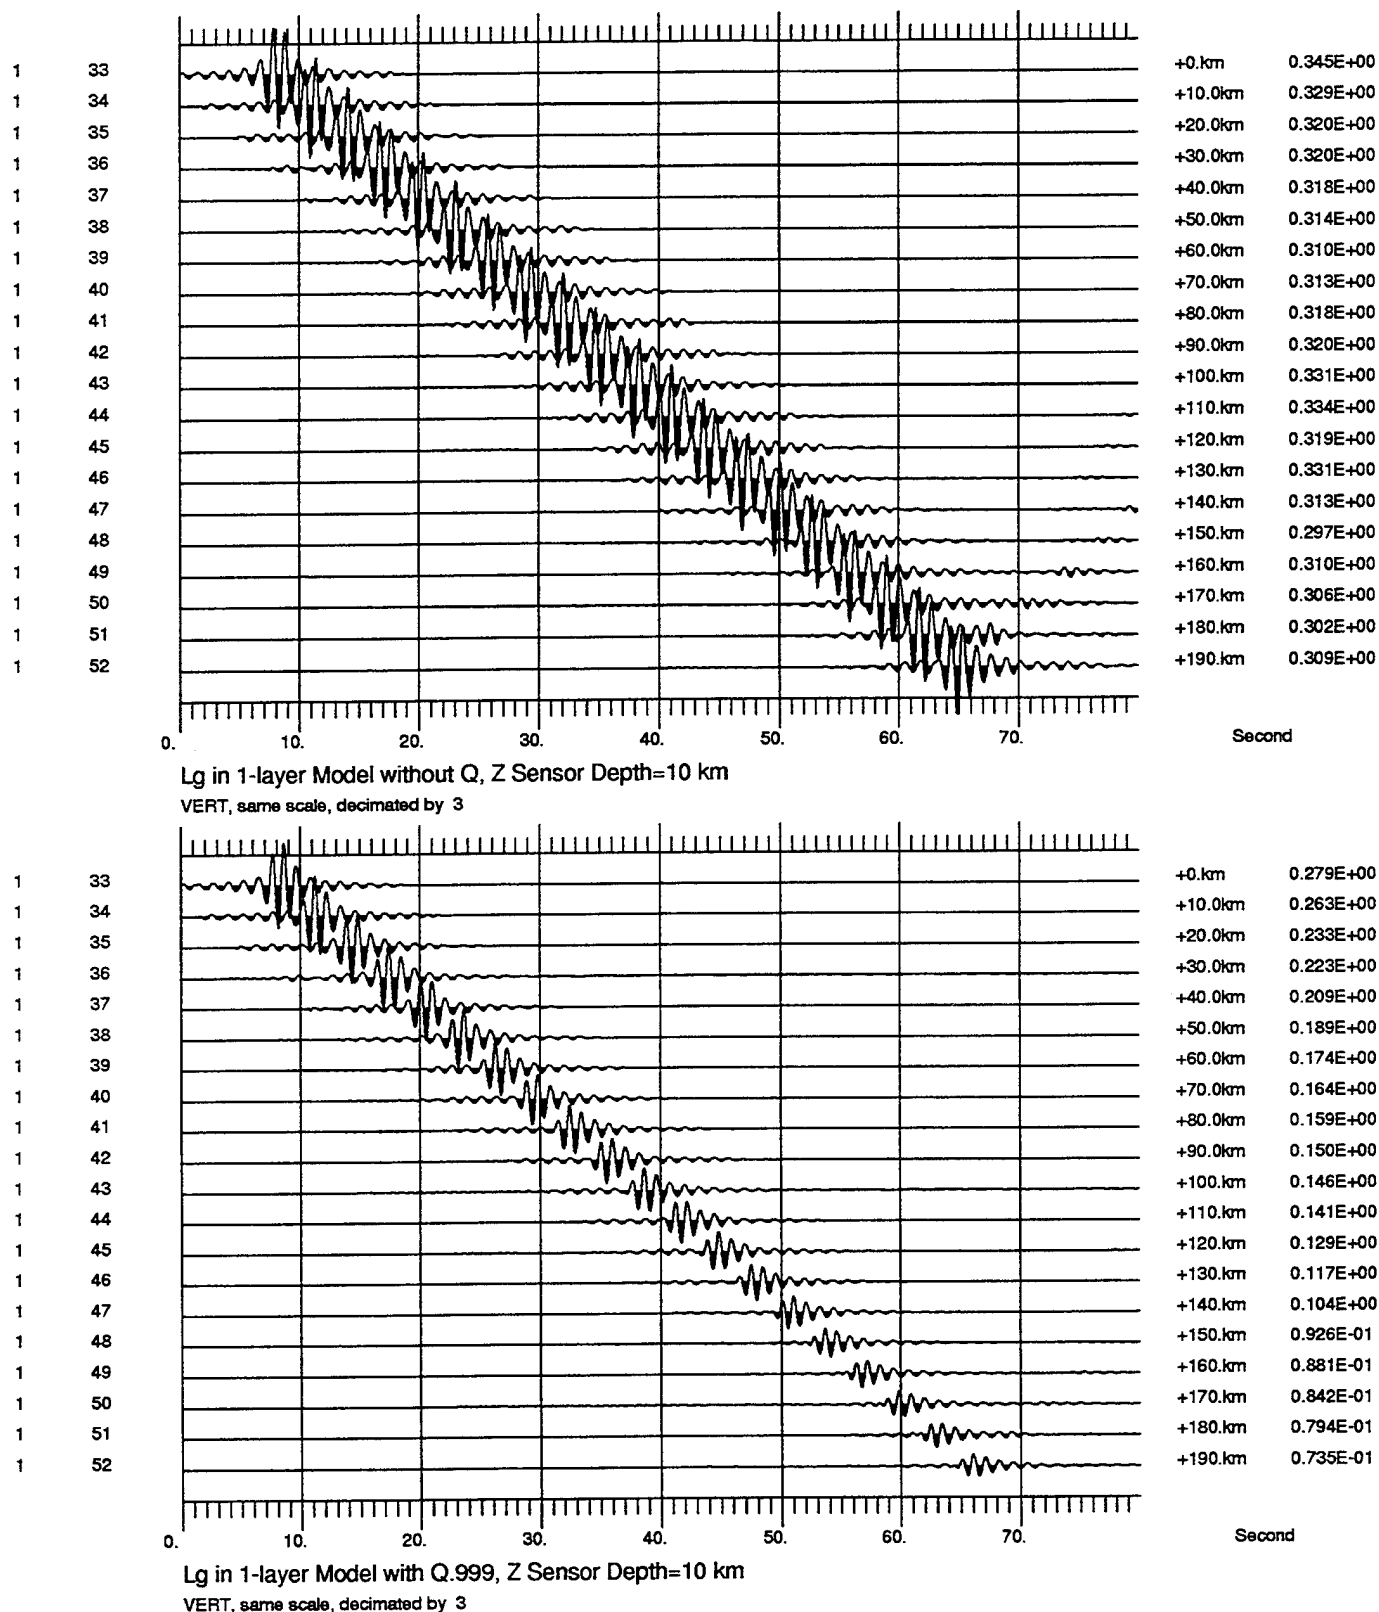 1 33 +0.km 0.345E+00
1 34 +10.0km 0.329E+00
1 35 +20.0km 0.320E+00
1 36 +30.0km 0.320E+00
1 37 +40.0km 0.318E+00
1 38 +50.0km 0.314E+00
1 39 +60.0km 0.310E+00
1 40 +70.0km 0.313E+00
1 41 +80.0km 0.318E+00
1 42 +90.0km 0.320E+00
1 43 +100.km 0.331E+00
1 44 +110.km 0.334E+00
1 45 +120.km 0.319E+00
1 46 +130.km 0.331E+00
1 47 +140.km 0.313E+00
1 48 +150.km 0.297E+00
1 49 +160.km 0.310E+00
1 50 +170.km 0.306E+00
1 51 +180.km 0.302E+00
1 52 +190.km 0.309E+00
0. 10. 20. 30. 40. 50. 60. 70. Second
Lg in 1-layer Model without Q, Z Sensor Depth=10 km
VERT, same scale, decimated by 3
1 33 +0.km 0.279E+00
1 34 +10.0km 0.263E+00
1 35 +20.0km 0.233E+00
1 36 +30.0km 0.223E+00
1 37 +40.0km 0.209E+00
1 38 +50.0km 0.189E+00
1 39 +60.0km 0.174E+00
1 40 +70.0km 0.164E+00
1 41 +80.0km 0.159E+00
1 42 +90.0km 0.150E+00
1 43 +100.km 0.146E+00
1 44 +110.km 0.141E+00
1 45 +120.km 0.129E+00
1 46 +130.km 0.117E+00
1 47 +140.km 0.104E+00
1 48 +150.km 0.926E-01
1 49 +160.km 0.881E-01
1 50 +170.km 0.842E-01
1 51 +180.km 0.794E-01
1 52 +190.km 0.735E-01
0. 10. 20. 30. 40. 50. 60. 70. Second
Lg in 1-layer Model with Q.999, Z Sensor Depth=10 km
VERT, same scale, decimated by 3